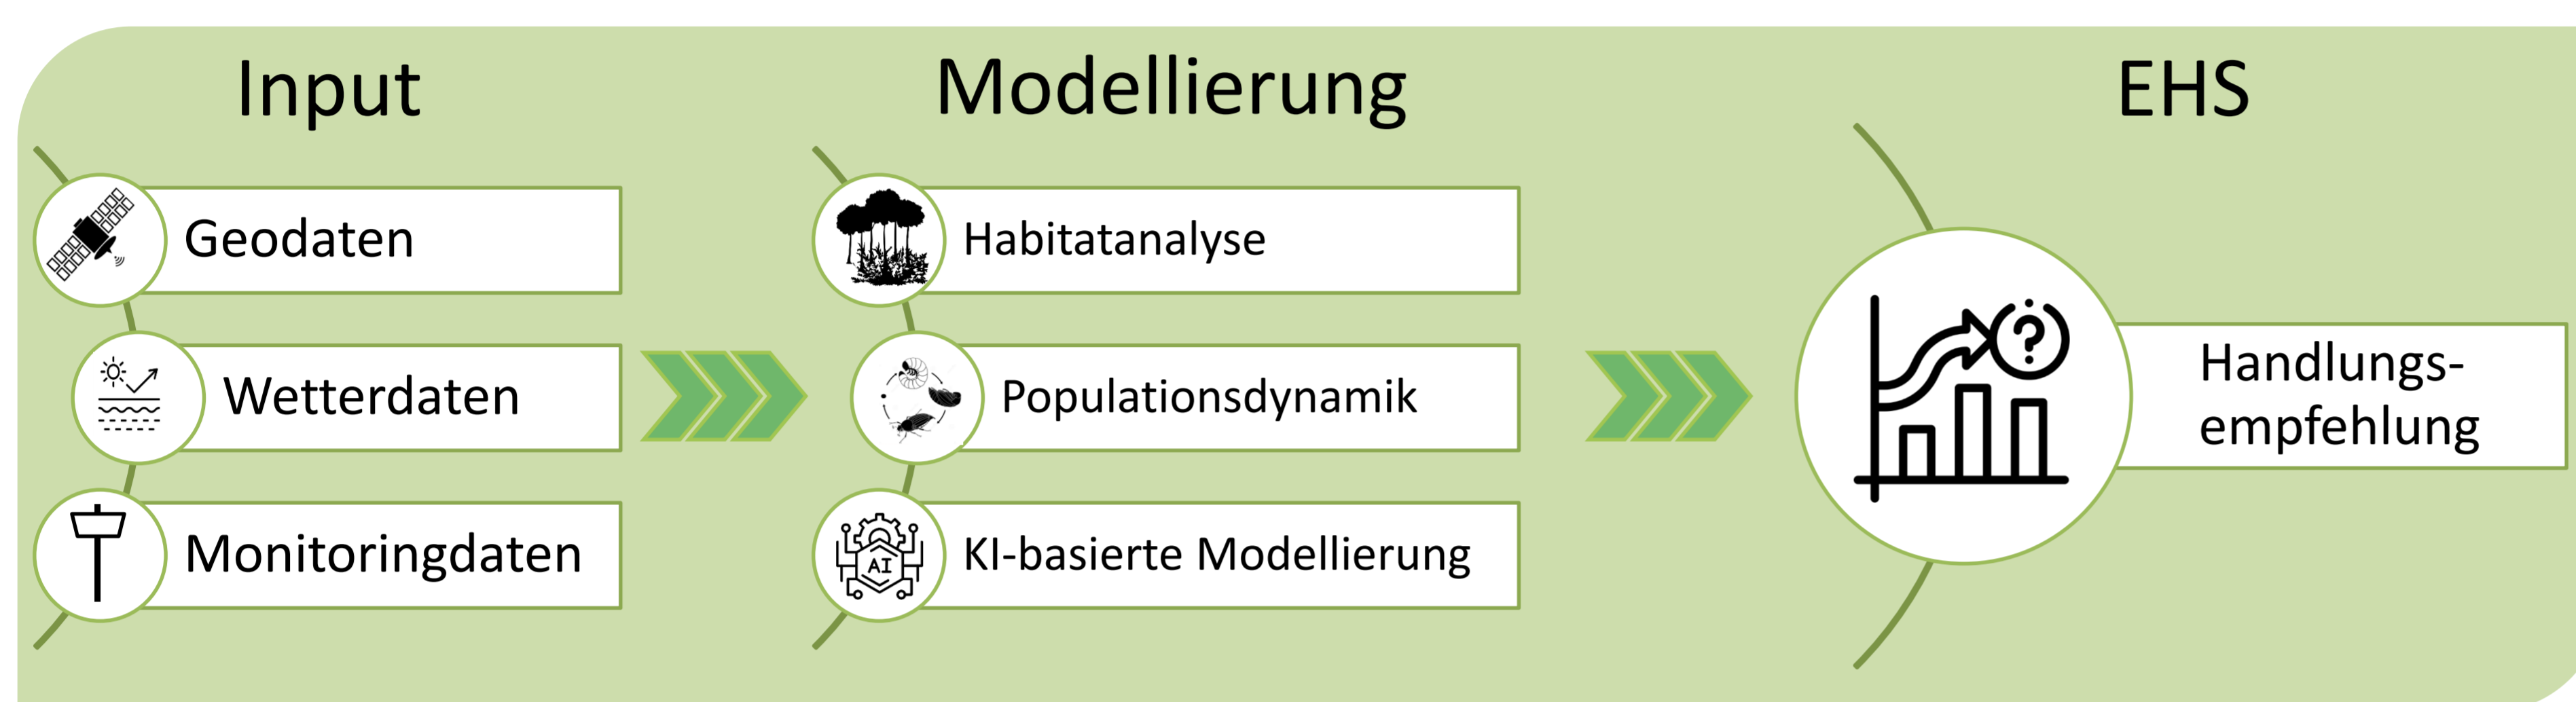 Input
Geodaten
Wetterdaten
Monitoringdaten
Modellierung
Habitatanalyse
Populationsdynamik
AI
KI-basierte Modellierung
EHS
?
Handlungs-
empfehlung